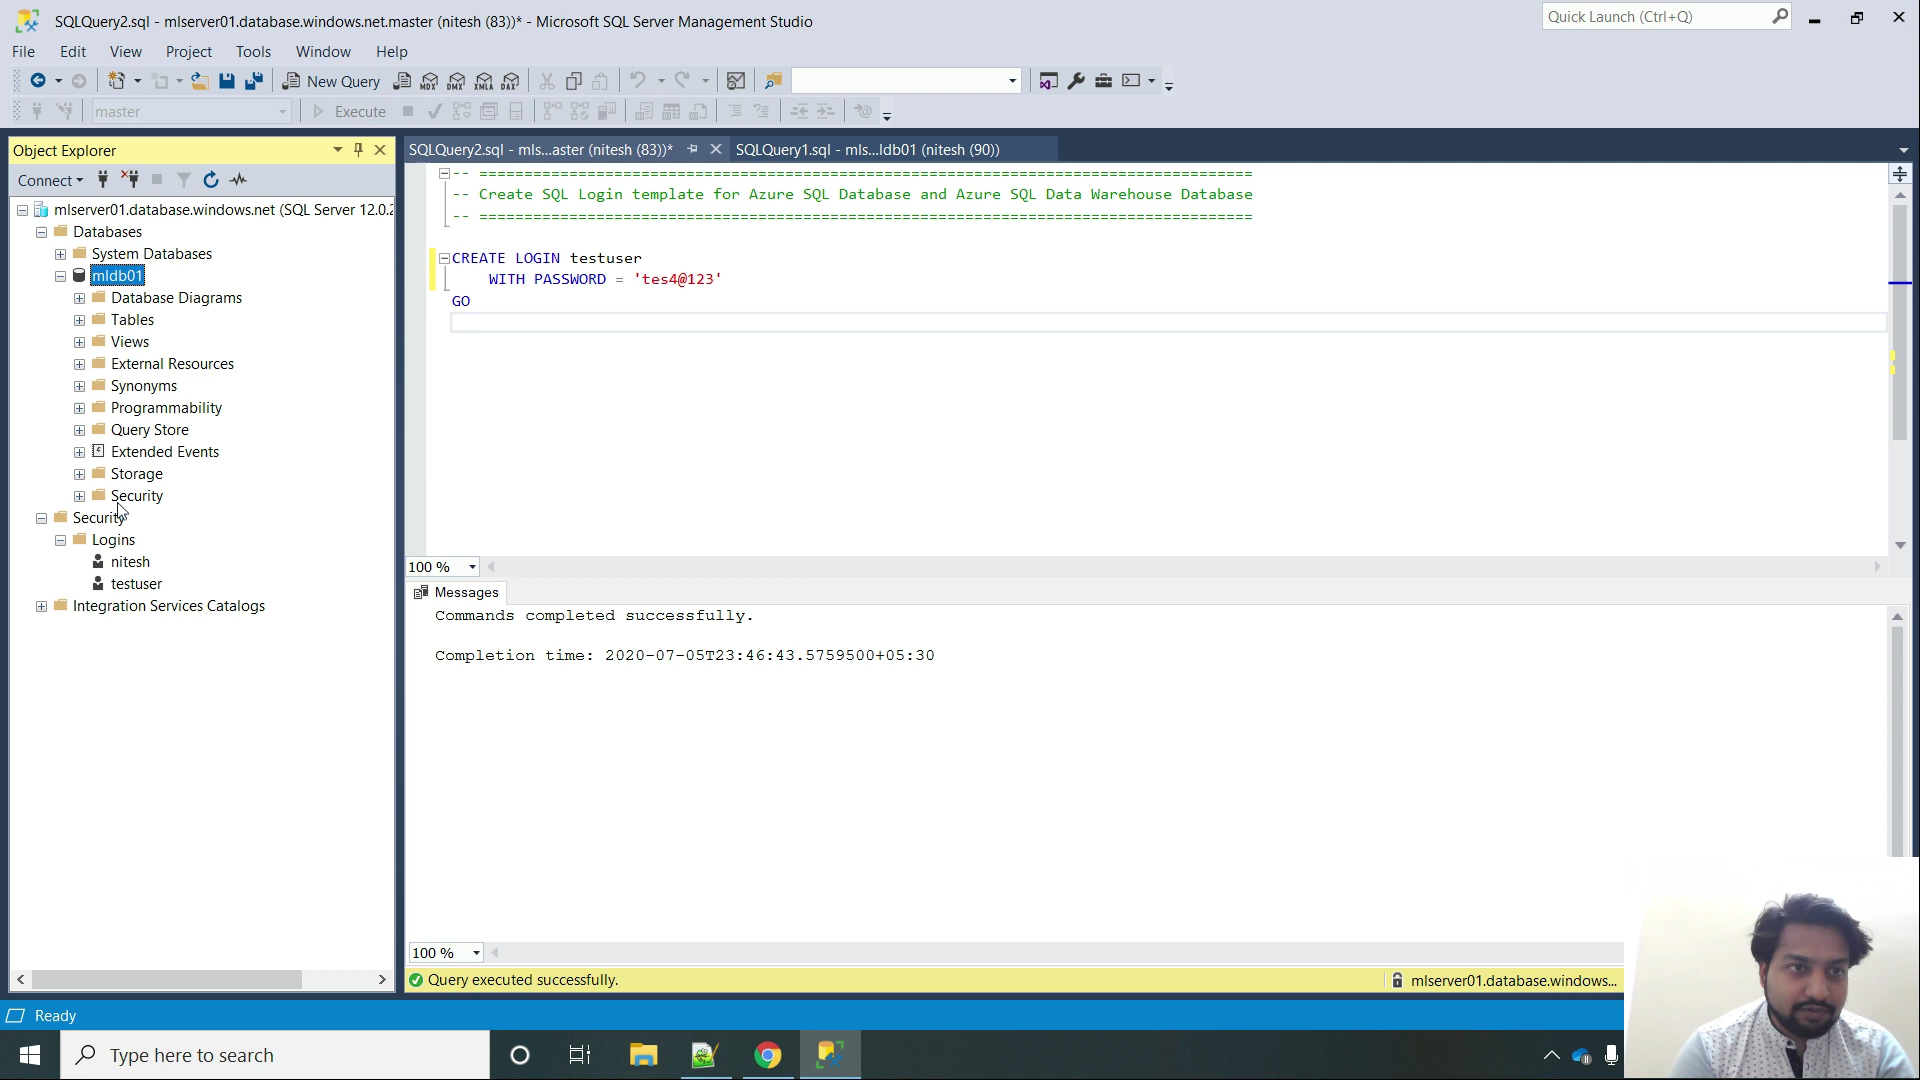 SQLQuery2.sql - mlserver01.database.windows.net.master (nitesh (83))* - Microsoft SQL Server Management Studio
Quick Launch (Ctrl+Q)
File Edit View Project Tools Window Help
New Query MDX DMX XMLA DAX
master Execute
Object Explorer
Connect
mlserver01.database.windows.net (SQL Server 12.0.2
Databases
System Databases
mldb01
Database Diagrams
Tables
Views
External Resources
Synonyms
Programmability
Query Store
Extended Events
Storage
Security
Security
Logins
nitesh
testuser
Integration Services Catalogs
SQLQuery2.sql - mls...aster (nitesh (83))* SQLQuery1.sql - mls...ldb01 (nitesh (90))
-- ======================================================================================
-- Create SQL Login template for Azure SQL Database and Azure SQL Data Warehouse Database
-- ======================================================================================
CREATE LOGIN testuser
WITH PASSWORD = 'tes4@123'
GO
100 %
Messages
Commands completed successfully.
Completion time: 2020-07-05T23:46:43.5759500+05:30
100 %
Query executed successfully. mlserver01.database.windows...
Ready
Type here to search